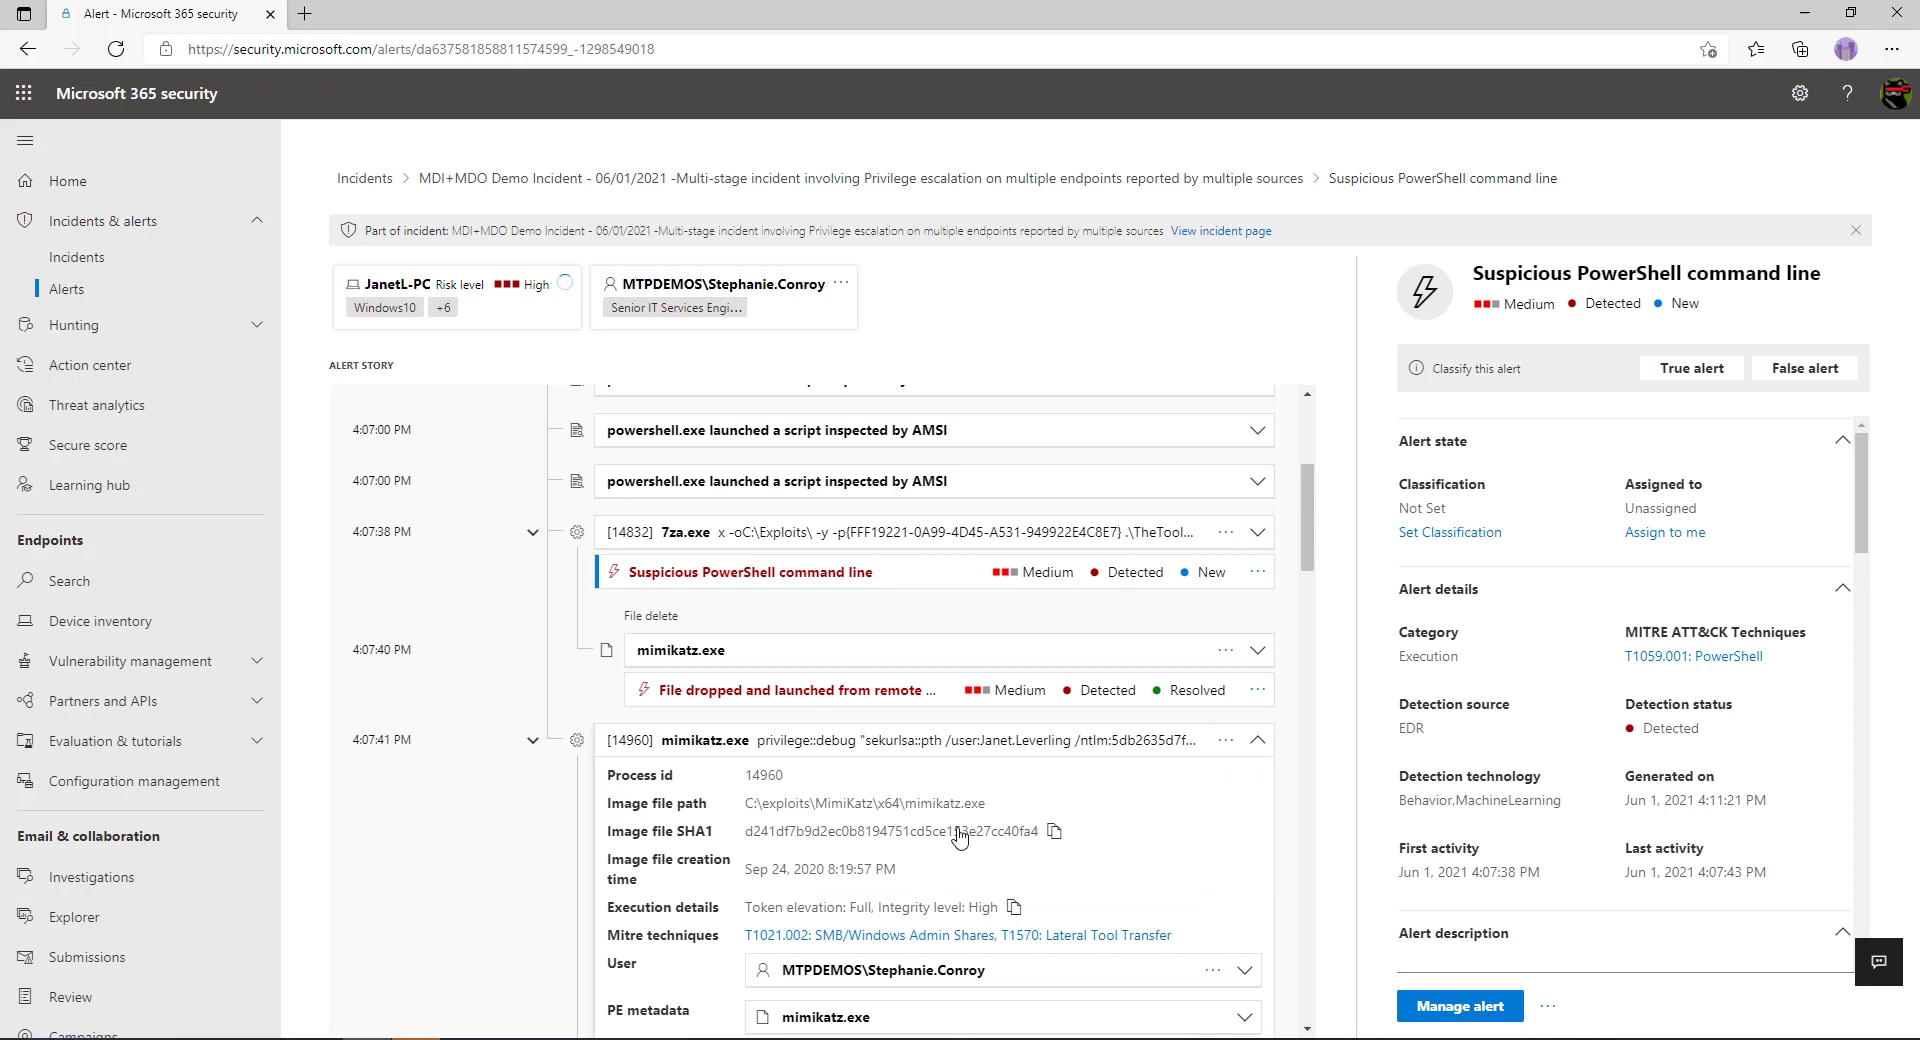 Alert - Microsoft 365 security
https://security.microsoft.com/alerts/da637581858811574599_-1298549018
Microsoft 365 security
Home
Incidents & alerts
Incidents
Alerts
Hunting
Action center
Threat analytics
Secure score
Learning hub
Endpoints
Search
Device inventory
Vulnerability management
Partners and APIs
Evaluation & tutorials
Configuration management
Email & collaboration
Investigations
Explorer
Submissions
Review
Campaigns
Incidents > MDI+MDO Demo Incident - 06/01/2021 -Multi-stage incident involving Privilege escalation on multiple endpoints reported by multiple sources > Suspicious PowerShell command line
Part of incident: MDI+MDO Demo Incident - 06/01/2021 -Multi-stage incident involving Privilege escalation on multiple endpoints reported by multiple sources View incident page
JanetL-PC Risk level High
Windows10 +6
MTPDEMOS\Stephanie.Conroy ...
Senior IT Services Engi...
ALERT STORY
4:07:00 PM powershell.exe launched a script inspected by AMSI
4:07:00 PM powershell.exe launched a script inspected by AMSI
4:07:38 PM [14832] 7za.exe x -oC:\Exploits\ -y -p{FFF19221-0A99-4D45-A531-949922E4C8E7} .\TheTool... ...
Suspicious PowerShell command line Medium Detected New ...
File delete
4:07:40 PM mimikatz.exe ...
File dropped and launched from remote ... Medium Detected Resolved ...
4:07:41 PM [14960] mimikatz.exe privilege::debug "sekurlsa::pth /user:Janet.Leverling /ntlm:5db2635d7f... ...
Process id 14960
Image file path C:\exploits\MimiKatz\x64\mimikatz.exe
Image file SHA1
Image file creation time Sep 24, 2020 8:19:57 PM
Execution details Token elevation: Full, Integrity level: High
Mitre techniques T1021.002: SMB/Windows Admin Shares, T1570: Lateral Tool Transfer
User MTPDEMOS\Stephanie.Conroy ...
PE metadata mimikatz.exe
Suspicious PowerShell command line
Medium Detected New
Classify this alert True alert False alert
Alert state
Classification Assigned to
Not Set Unassigned
Set Classification Assign to me
Alert details
Category MITRE ATT&CK Techniques
Execution T1059.001: PowerShell
Detection source Detection status
EDR Detected
Detection technology Generated on
Behavior,MachineLearning Jun 1, 2021 4:11:21 PM
First activity Last activity
Jun 1, 2021 4:07:38 PM Jun 1, 2021 4:07:43 PM
Alert description
Manage alert ...